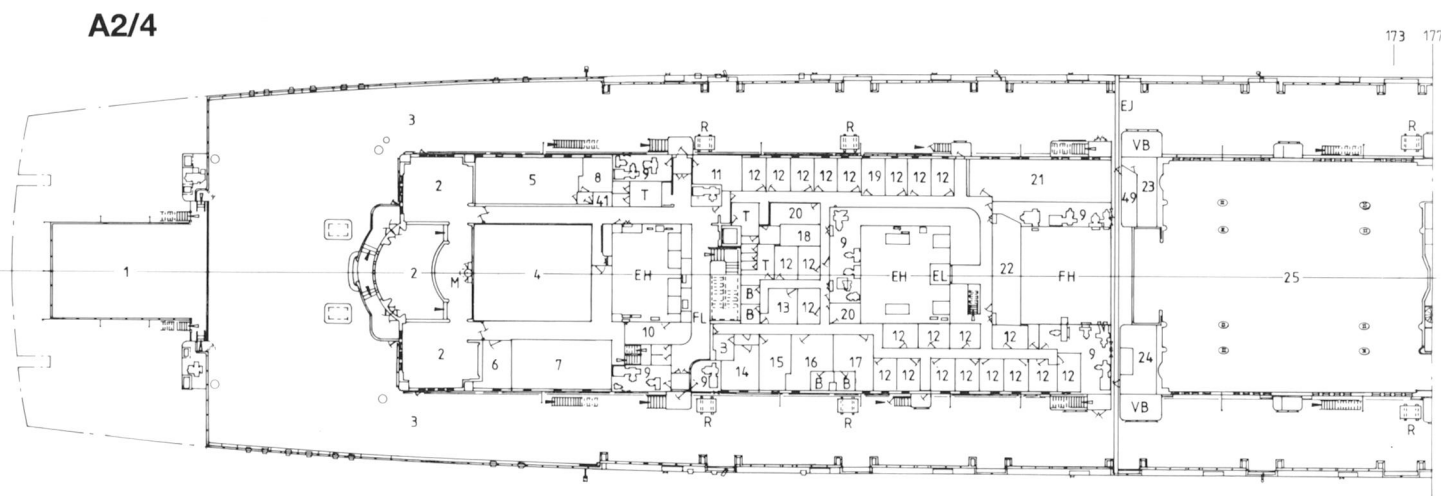 A2/4
173 177
EJ
3 R R R
VB
2 5 8 9 11 12 12 12 12 12 19 12 12 12 21 49 23
41 T
T 20 9 9
18
1 2 M 4 EH T 12 12 EH EL 22 FH 25
B 13 12
FL B 20
10 12 12 12 12
2 6 7 9 3 14 15 16 17 9 24
9 B B 12 12 12 12 12 12 12 12
VB
3 R R R